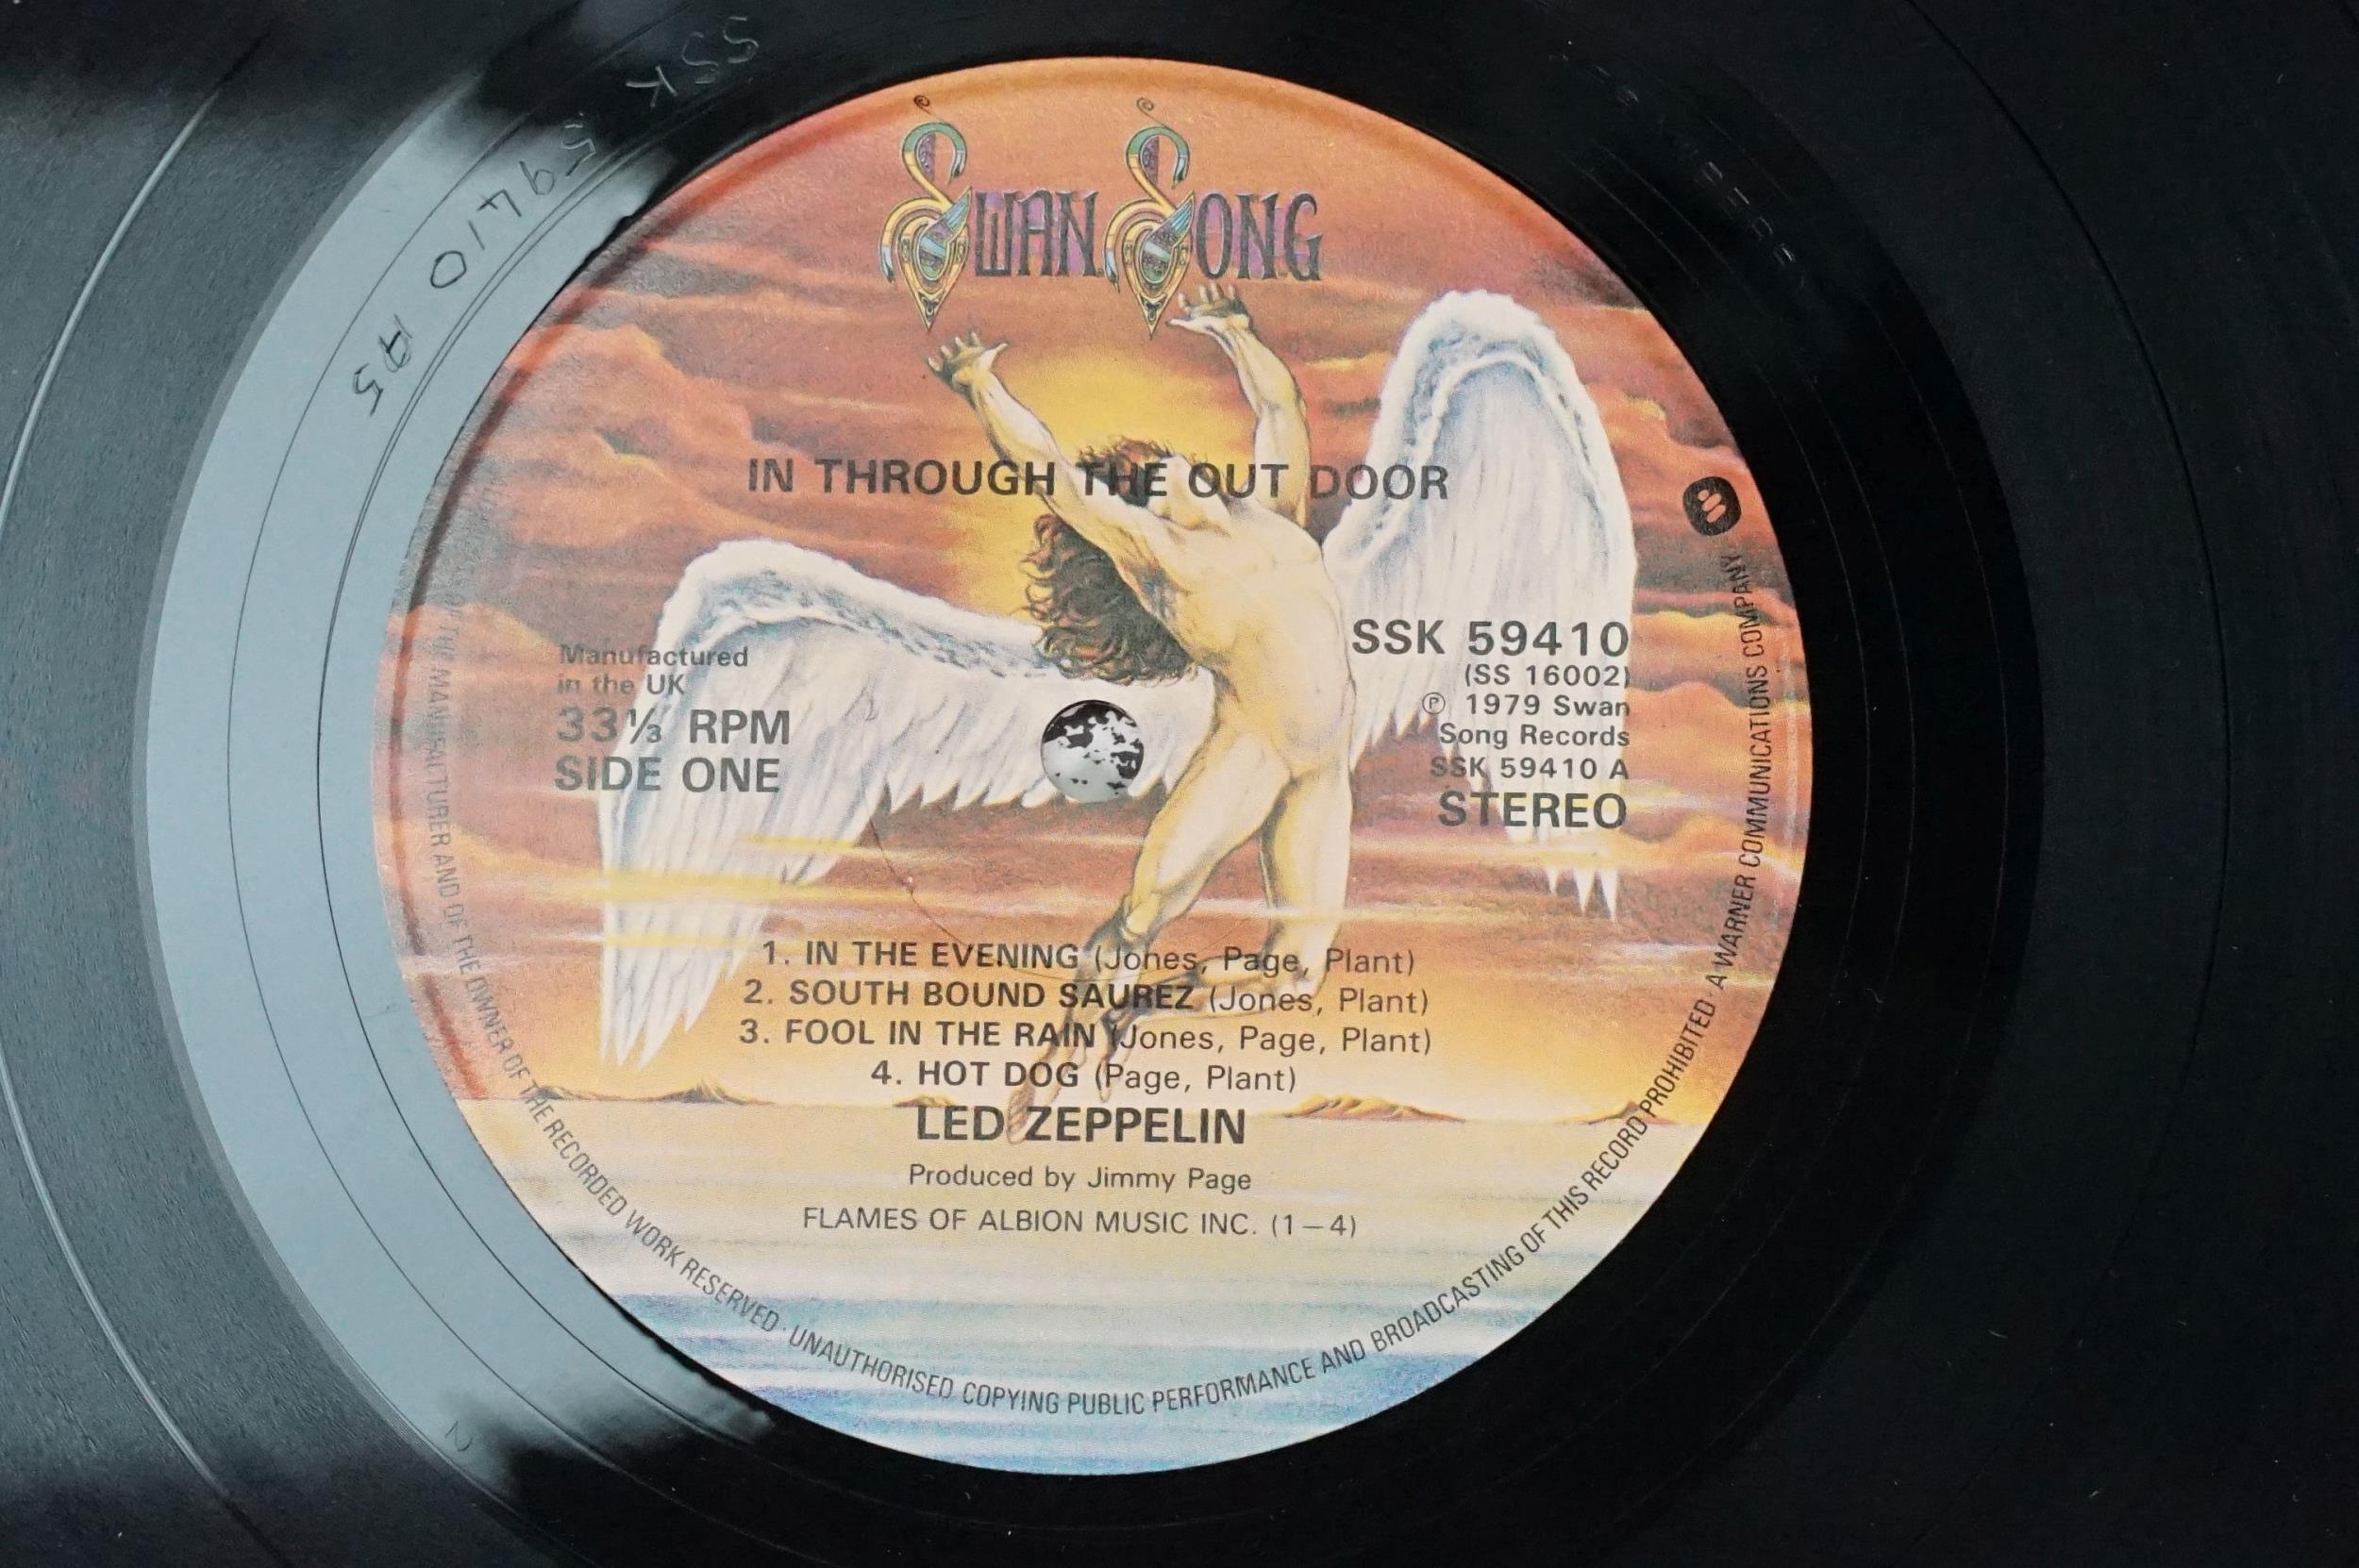 SSK 59410 A5
SWAN SONG
IN THROUGH THE OUT DOOR
Manufactured
in the UK
33⅓ RPM
SIDE ONE
SSK 59410
(SS 16002)
℗ 1979 Swan
Song Records
SSK 59410 A
STEREO
1. IN THE EVENING (Jones, Page, Plant)
2. SOUTH BOUND SAUREZ (Jones, Plant)
3. FOOL IN THE RAIN (Jones, Page, Plant)
4. HOT DOG (Page, Plant)
LED ZEPPELIN
Produced by Jimmy Page
FLAMES OF ALBION MUSIC INC. (1–4)
OF THE MANUFACTURER AND OF THE OWNER OF THE RECORDED WORK RESERVED · UNAUTHORISED COPYING PUBLIC PERFORMANCE AND BROADCASTING OF THIS RECORD PROHIBITED · A WARNER COMMUNICATIONS COMPANY